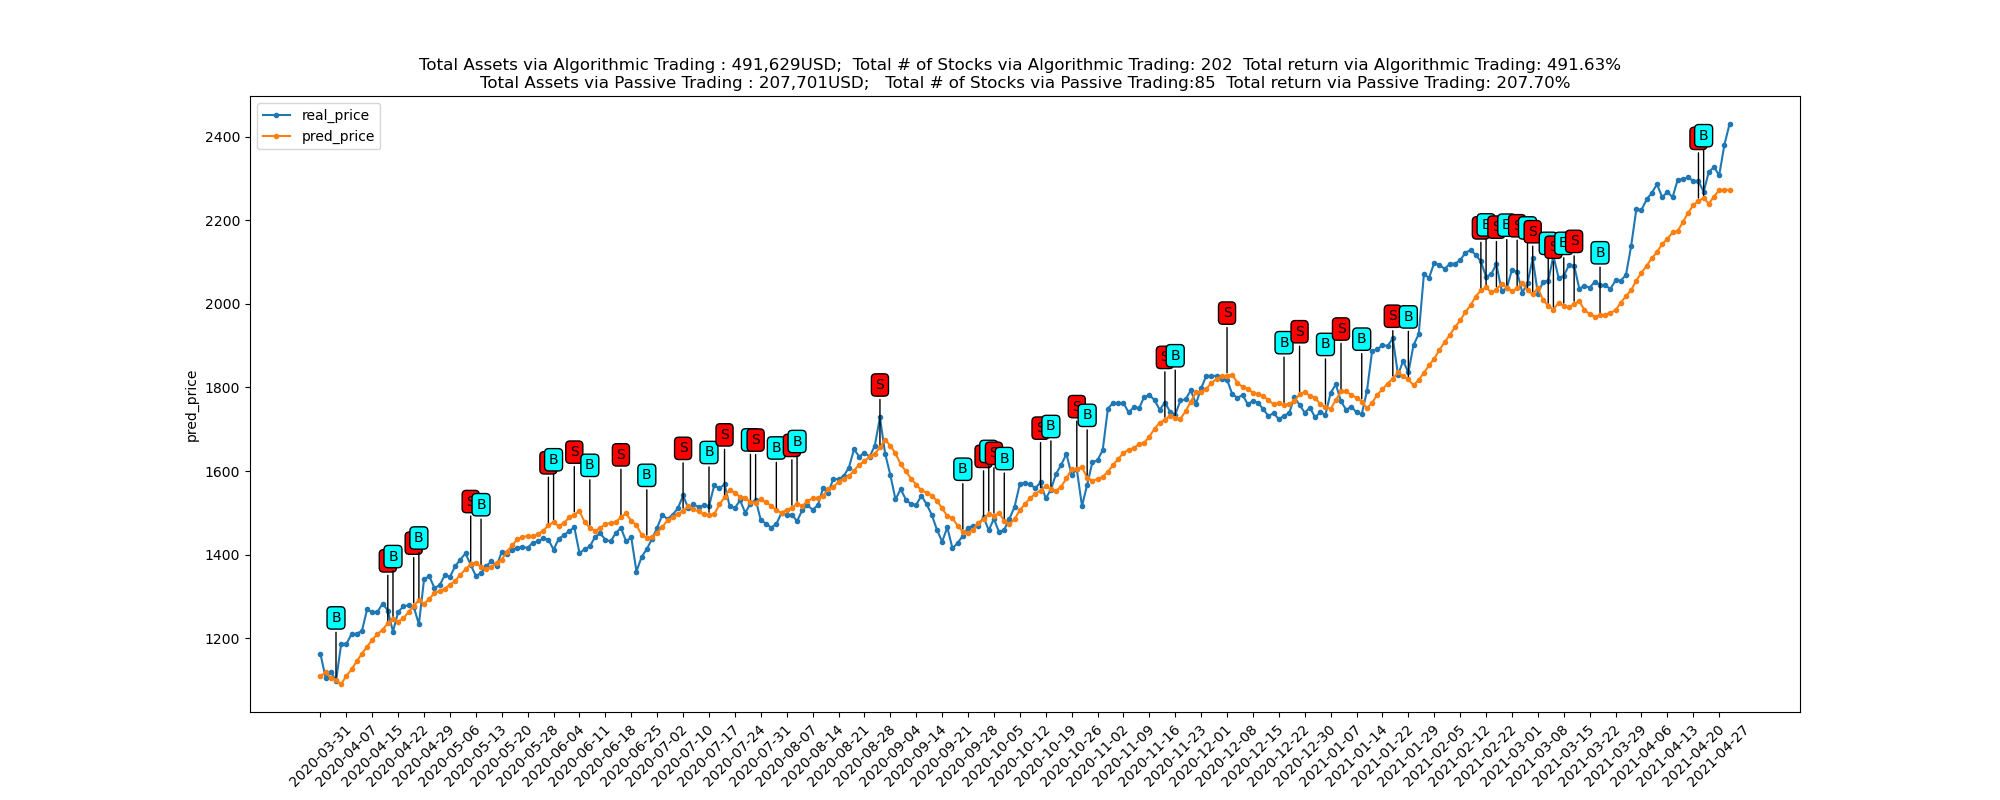 Total Assets via Algorithmic Trading : 491,629USD;  Total # of Stocks via Algorithmic Trading: 202  Total return via Algorithmic Trading: 491.63%
Total Assets via Passive Trading : 207,701USD;   Total # of Stocks via Passive Trading:85  Total return via Passive Trading: 207.70%
real_price
pred_price
2400
2200
2000
1800
1600
1400
1200
pred_price
B
B
B
S
B
B
S
B
S
B
S
B
S
S
B
B
S
B
B
S
B
S
B
B
S
B
B
S
B
S
B
S
B
S
B
S
B
B
2020-03-31
2020-04-07
2020-04-15
2020-04-22
2020-04-29
2020-05-06
2020-05-13
2020-05-20
2020-05-28
2020-06-04
2020-06-11
2020-06-18
2020-06-25
2020-07-02
2020-07-10
2020-07-17
2020-07-24
2020-07-31
2020-08-07
2020-08-14
2020-08-21
2020-08-28
2020-09-04
2020-09-14
2020-09-21
2020-09-28
2020-10-05
2020-10-12
2020-10-19
2020-10-26
2020-11-02
2020-11-09
2020-11-16
2020-11-23
2020-12-01
2020-12-08
2020-12-15
2020-12-22
2020-12-30
2021-01-07
2021-01-14
2021-01-22
2021-01-29
2021-02-05
2021-02-12
2021-02-22
2021-03-01
2021-03-08
2021-03-15
2021-03-22
2021-03-29
2021-04-06
2021-04-13
2021-04-20
2021-04-27